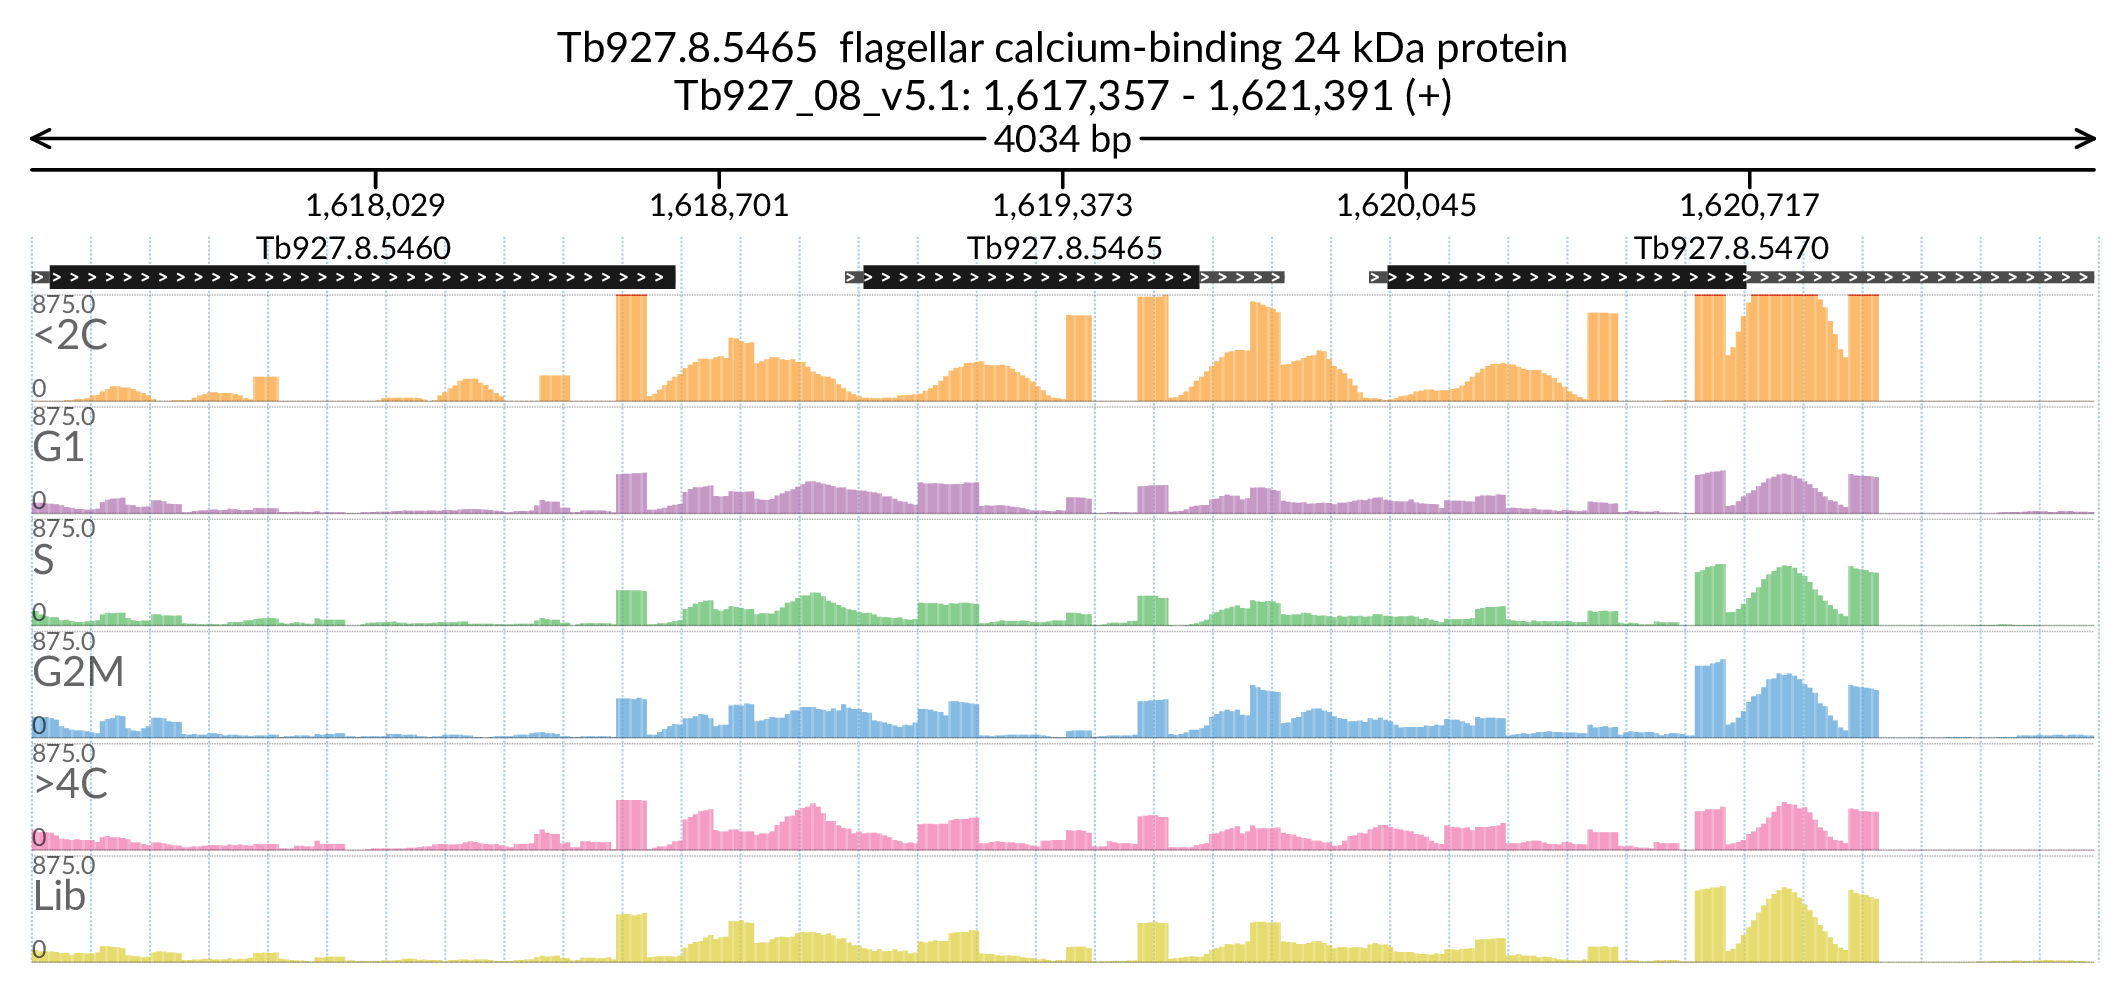 Tb927.8.5465  flagellar calcium-binding 24 kDa protein
Tb927_08_v5.1: 1,617,357 - 1,621,391 (+)
4034 bp
1,618,029 1,618,701 1,619,373 1,620,045 1,620,717
Tb927.8.5460 Tb927.8.5465 Tb927.8.5470
875.0
<2C
0
875.0
G1
0
875.0
S
0
875.0
G2M
0
875.0
>4C
0
875.0
Lib
0